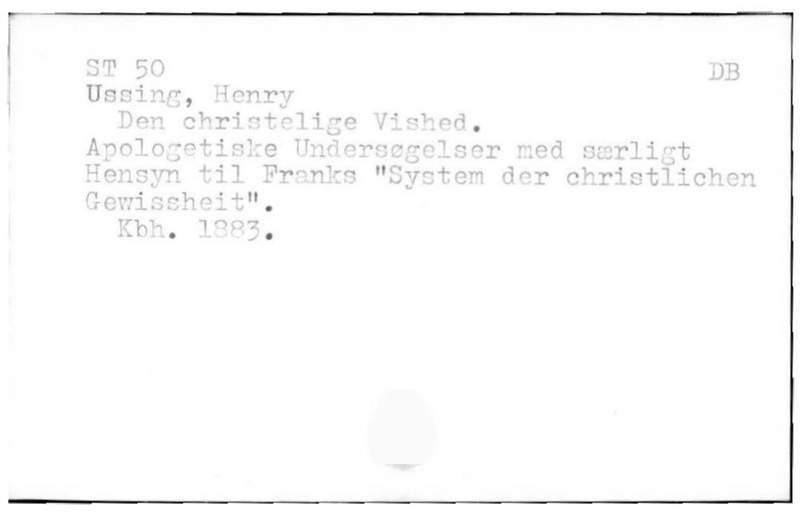 ST 50 DB
Ussing, Henry
Den christelige Vished.
Apologetiske Undersøgelser med særligt
Hensyn til Franks "System der christlichen
Gewissheit".
Kbh. 1883.